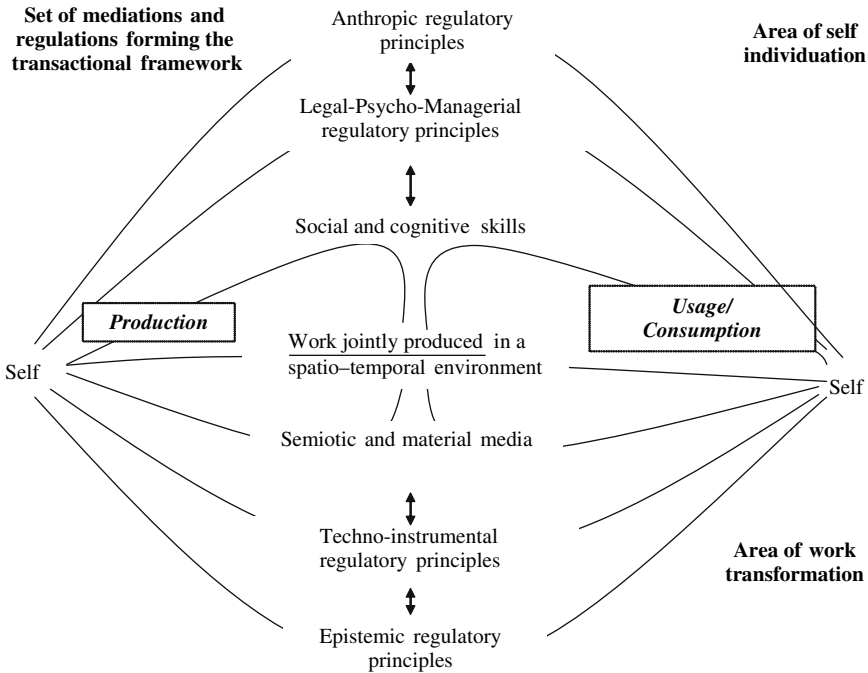 Set of mediations and
regulations forming the
transactional framework
Anthropic regulatory
principles
Area of self
individuation
Legal-Psycho-Managerial
regulatory principles
Social and cognitive skills
Production
Usage/
Consumption
Work jointly produced in a
spatio–temporal environment
Self
Self
Semiotic and material media
Techno-instrumental
regulatory principles
Area of work
transformation
Epistemic regulatory
principles